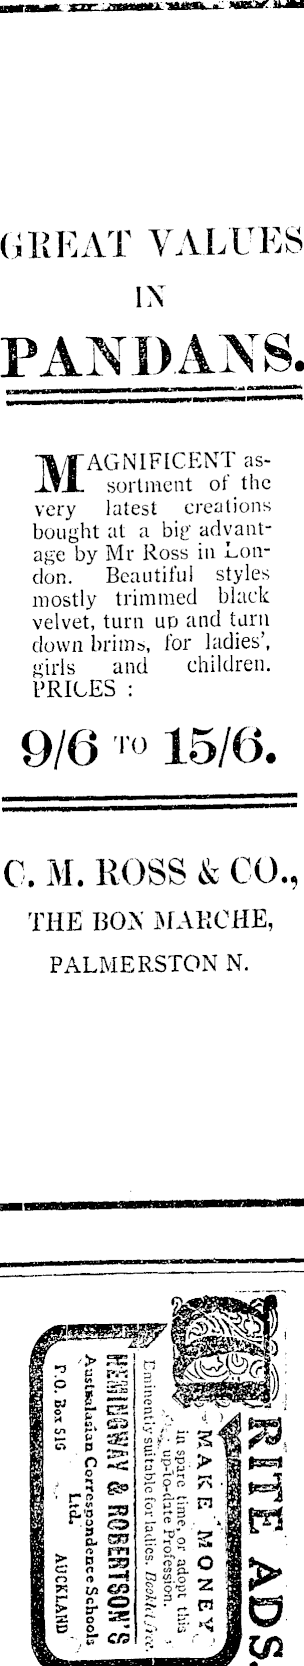 GREAT VALUES
IN
PANDANS.
MAGNIFICENT as-
sortment of the
very latest creations
bought at a big advant-
age by Mr Ross in Lon-
don. Beautiful styles
mostly trimmed black
velvet, turn up and turn
down brims, for ladies',
girls and children.
PRICES :
9/6 TO 15/6.
C. M. ROSS & CO.,
THE BON MARCHE,
PALMERSTON N.
RITE ADS.
MAKE MONEY
in spare time, or adopt this
up-to-date Profession.
Eminently suitable for ladies. Booklet free.
HEMINGWAY & ROBERTSON'S
Australasian Correspondence Schools
Ltd.
P.O. Box 516 AUCKLAND